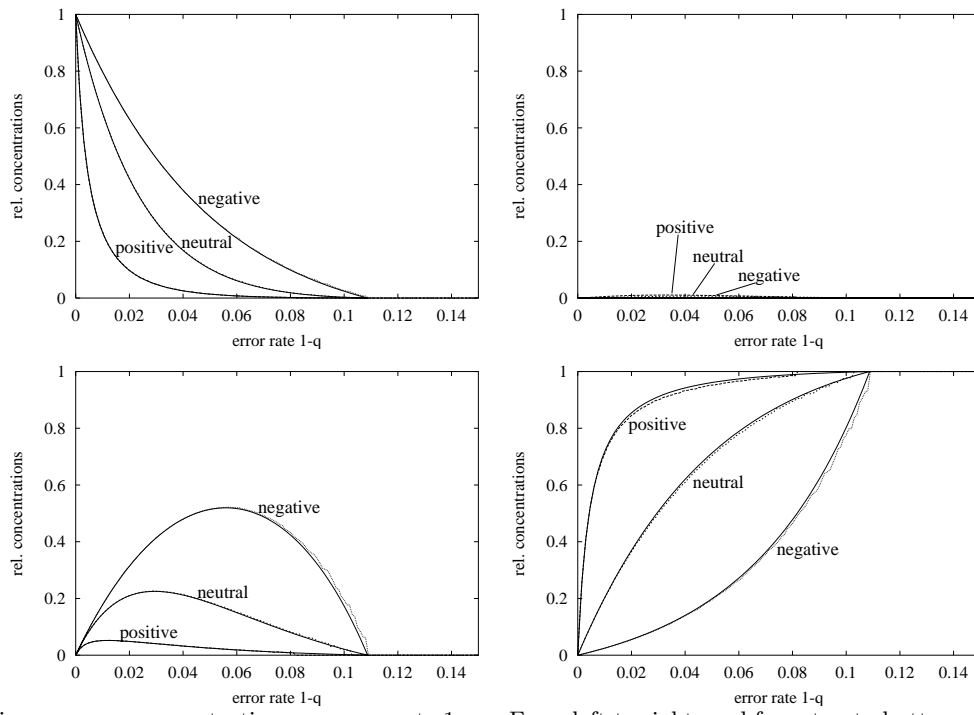 1
0.8
0.6
0.4
0.2
0
rel. concentrations
negative
neutral
positive
0 0.02 0.04 0.06 0.08 0.1 0.12 0.14
error rate 1-q
1
0.8
0.6
0.4
0.2
0
rel. concentrations
positive
neutral
negative
0 0.02 0.04 0.06 0.08 0.1 0.12 0.14
error rate 1-q
1
0.8
0.6
0.4
0.2
0
rel. concentrations
negative
neutral
positive
0 0.02 0.04 0.06 0.08 0.1 0.12 0.14
error rate 1-q
1
0.8
0.6
0.4
0.2
0
rel. concentrations
positive
neutral
negative
0 0.02 0.04 0.06 0.08 0.1 0.12 0.14
error rate 1-q